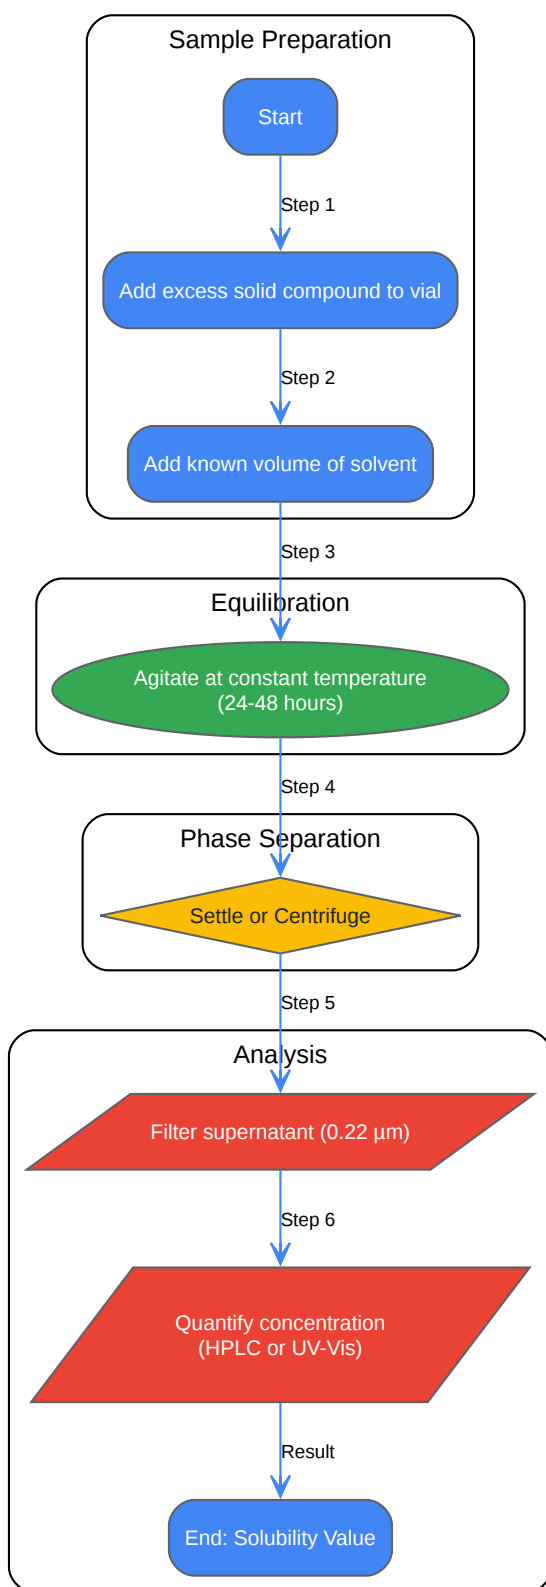 Sample Preparation
Start
Step 1
Add excess solid compound to vial
Step 2
Add known volume of solvent
Step 3
Equilibration
Agitate at constant temperature
(24-48 hours)
Step 4
Phase Separation
Settle or Centrifuge
Step 5
Analysis
Filter supernatant (0.22 µm)
Step 6
Quantify concentration
(HPLC or UV-Vis)
Result
End: Solubility Value